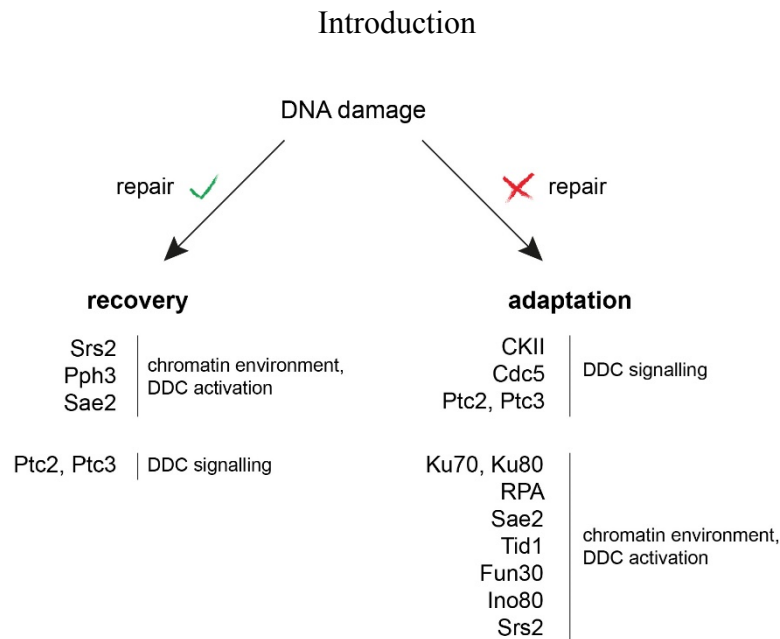 Introduction
DNA damage
repair
repair
recovery
Srs2
Pph3
Sae2
chromatin environment,
DDC activation
Ptc2, Ptc3
DDC signalling
adaptation
CKII
Cdc5
Ptc2, Ptc3
DDC signalling
Ku70, Ku80
RPA
Sae2
Tid1
Fun30
Ino80
Srs2
chromatin environment,
DDC activation